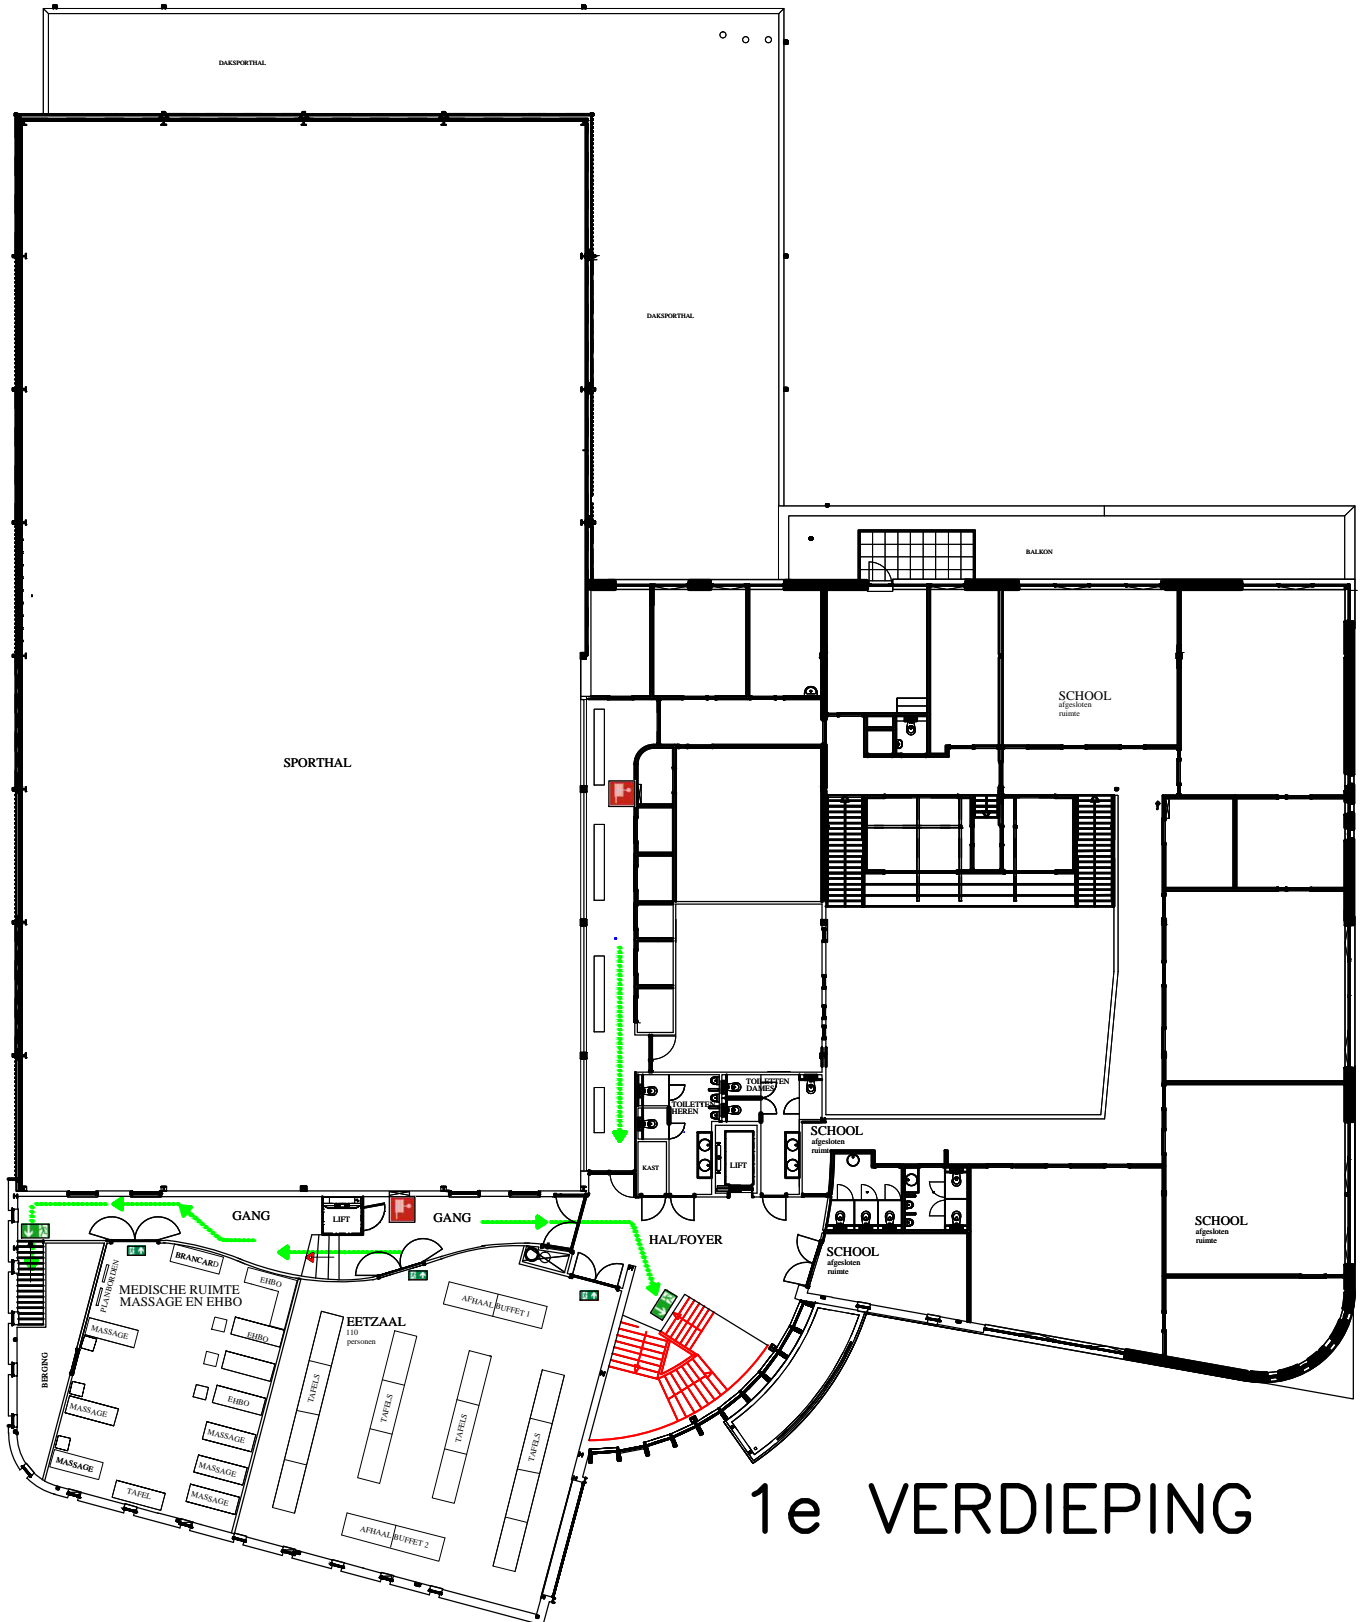 DAKSPORTHAL
DAKSPORTHAL
BALKON
SCHOOL
afgesloten
ruimte
SPORTHAL
TOILETTEN
DAMES
TOILETTEN
HEREN
KAST
LIFT
SCHOOL
afgesloten
ruimte
GANG
LIFT
GANG
HAL/FOYER
SCHOOL
afgesloten
ruimte
SCHOOL
afgesloten
ruimte
BRANCARD
PLANBORDEN
MEDISCHE RUIMTE
MASSAGE EN EHBO
EHBO
EHBO
EHBO
MASSAGE
MASSAGE
MASSAGE
MASSAGE
MASSAGE
MASSAGE
TAFEL
BERGING
EETZAAL
110
personen
AFHAAL BUFFET 1
TAFELS
TAFELS
TAFELS
TAFELS
AFHAAL BUFFET 2
1e VERDIEPING